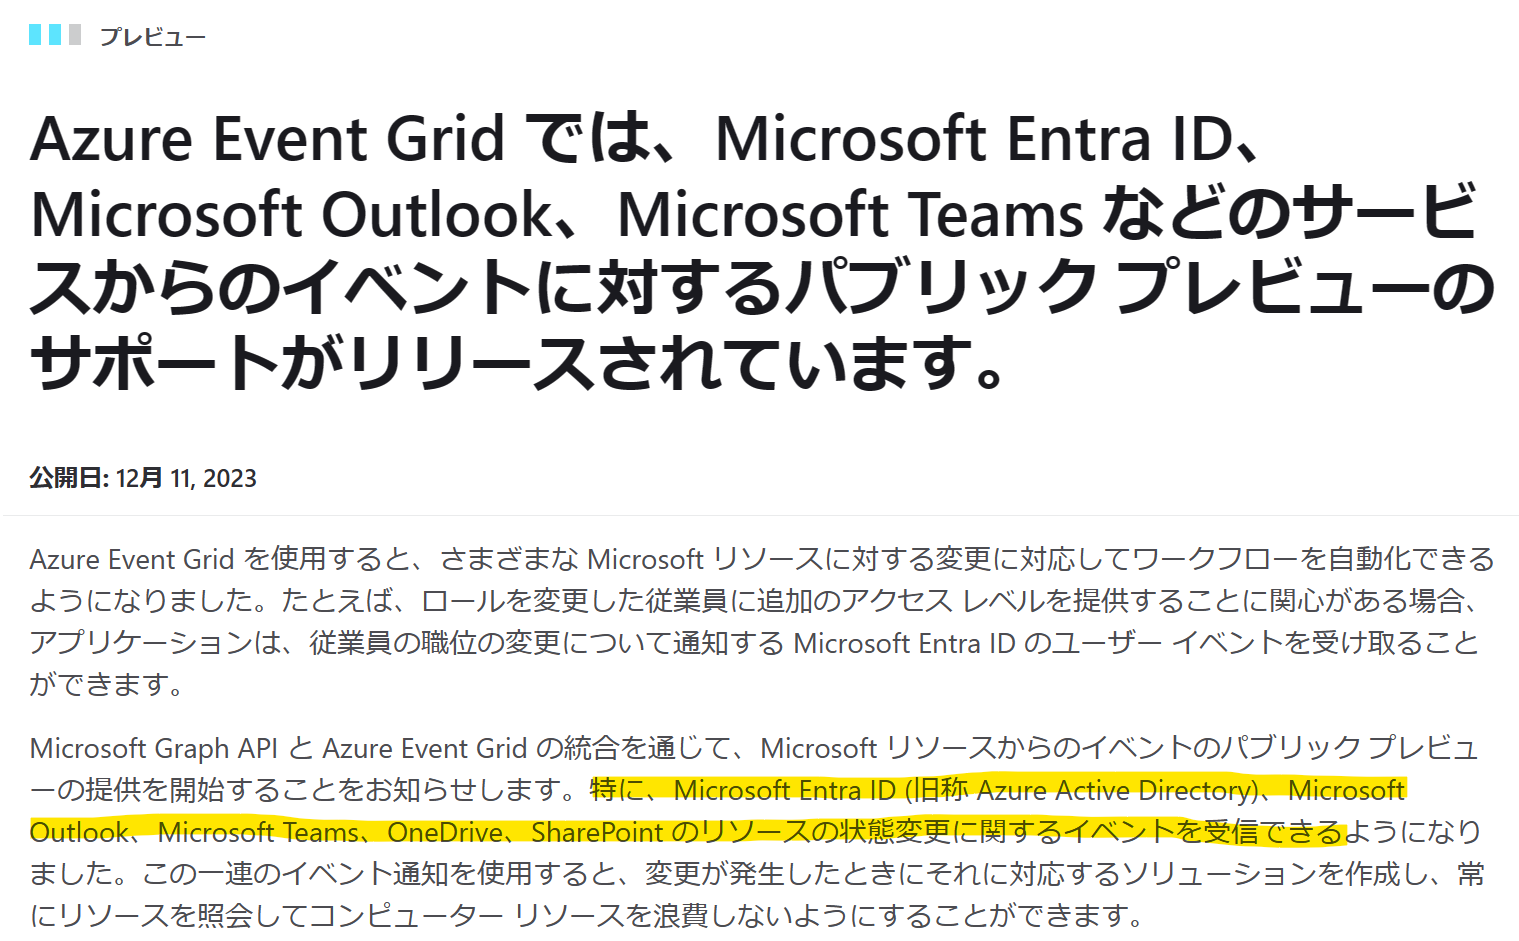 プレビュー
Azure Event Grid では、Microsoft Entra ID、
Microsoft Outlook、Microsoft Teams などのサービ
スからのイベントに対するパブリック プレビューの
サポートがリリースされています。
公開日: 12月 11, 2023
Azure Event Grid を使用すると、さまざまな Microsoft リソースに対する変更に対応してワークフローを自動化できる
ようになりました。たとえば、ロールを変更した従業員に追加のアクセス レベルを提供することに関心がある場合、
アプリケーションは、従業員の職位の変更について通知する Microsoft Entra ID のユーザー イベントを受け取ること
ができます。
Microsoft Graph API と Azure Event Grid の統合を通じて、Microsoft リソースからのイベントのパブリック プレビュ
ーの提供を開始することをお知らせします。特に、Microsoft Entra ID (旧称 Azure Active Directory)、Microsoft
Outlook、Microsoft Teams、OneDrive、SharePoint のリソースの状態変更に関するイベントを受信できるようになり
ました。この一連のイベント通知を使用すると、変更が発生したときにそれに対応するソリューションを作成し、常
にリソースを照会してコンピューター リソースを浪費しないようにすることができます。